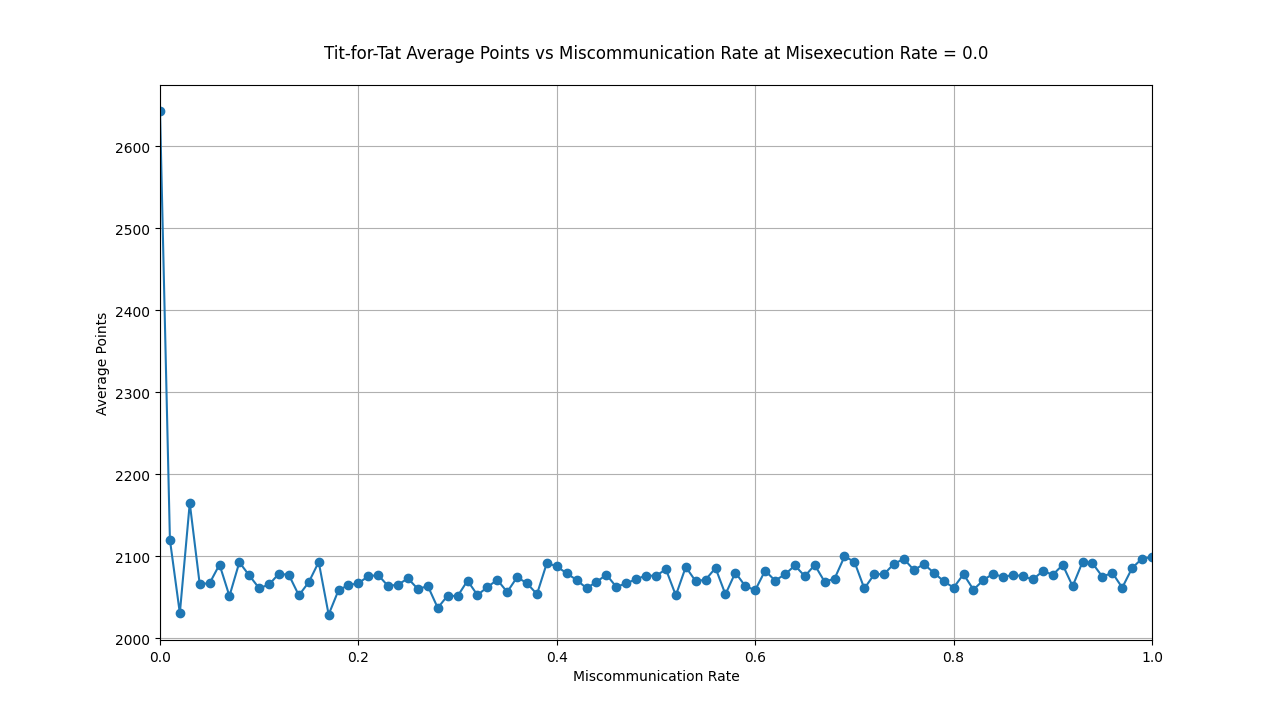 Tit-for-Tat Average Points vs Miscommunication Rate at Misexecution Rate = 0.0
Average Points
2600
2500
2400
2300
2200
2100
2000
0.0 0.2 0.4 0.6 0.8 1.0
Miscommunication Rate